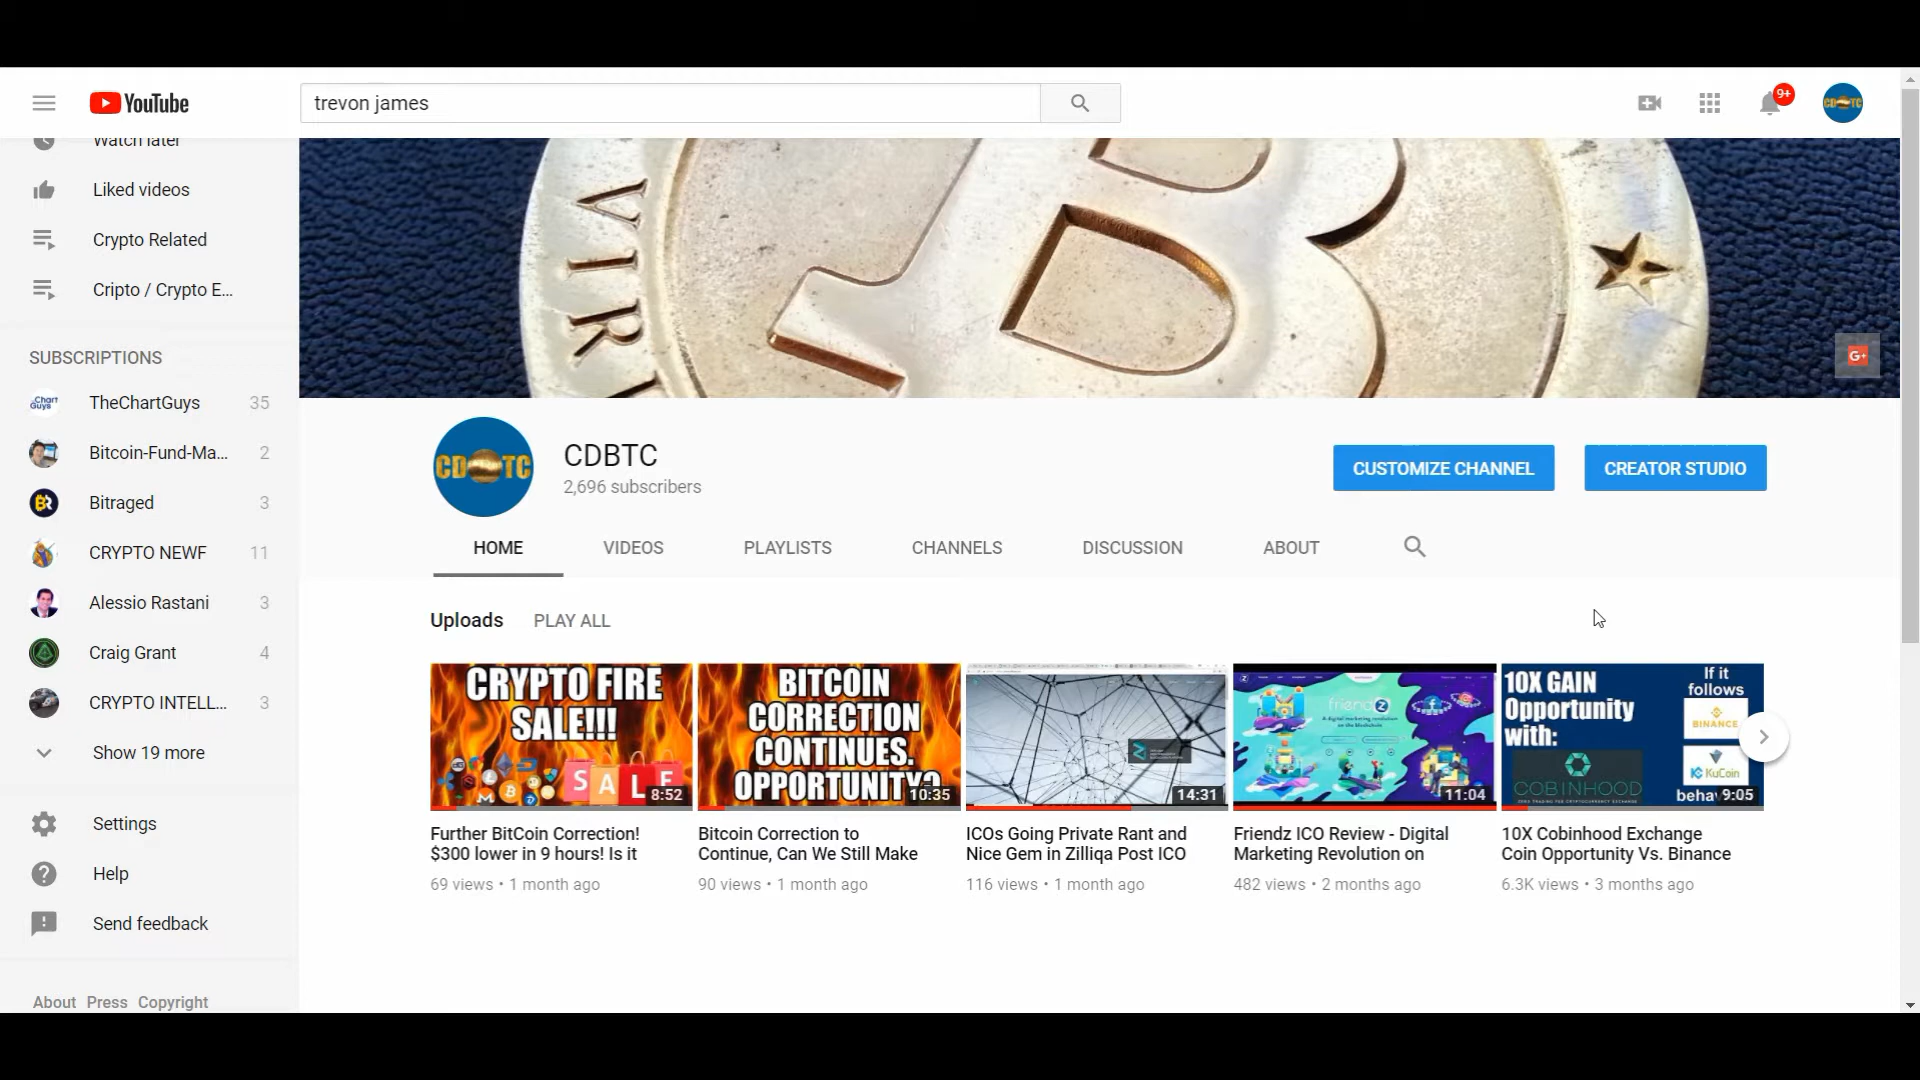 YouTube
trevon james
9+
CDBTC
Watch later
Liked videos
Crypto Related
Cripto / Crypto E...
SUBSCRIPTIONS
TheChartGuys 35
Bitcoin-Fund-Ma... 2
Bitraged 3
CRYPTO NEWF 11
Alessio Rastani 3
Craig Grant 4
CRYPTO INTELL... 3
Show 19 more
Settings
Help
Send feedback
About Press Copyright
VIRT
G+
CD TC
CDBTC
2,696 subscribers
CUSTOMIZE CHANNEL
CREATOR STUDIO
HOME
VIDEOS
PLAYLISTS
CHANNELS
DISCUSSION
ABOUT
Uploads PLAY ALL
CRYPTO FIRE
SALE!!!
SALE
8:52
Further BitCoin Correction!
$300 lower in 9 hours! Is it
69 views • 1 month ago
BITCOIN
CORRECTION
CONTINUES.
OPPORTUNITY?
10:35
Bitcoin Correction to
Continue, Can We Still Make
90 views • 1 month ago
14:31
ICOs Going Private Rant and
Nice Gem in Zilliqa Post ICO
116 views • 1 month ago
friendz
11:04
Friendz ICO Review - Digital
Marketing Revolution on
482 views • 2 months ago
10X GAIN
Opportunity
with:
COBINHOOD
If it
follows
BINANCE
KuCoin
behav
9:05
10X Cobinhood Exchange
Coin Opportunity Vs. Binance
6.3K views • 3 months ago